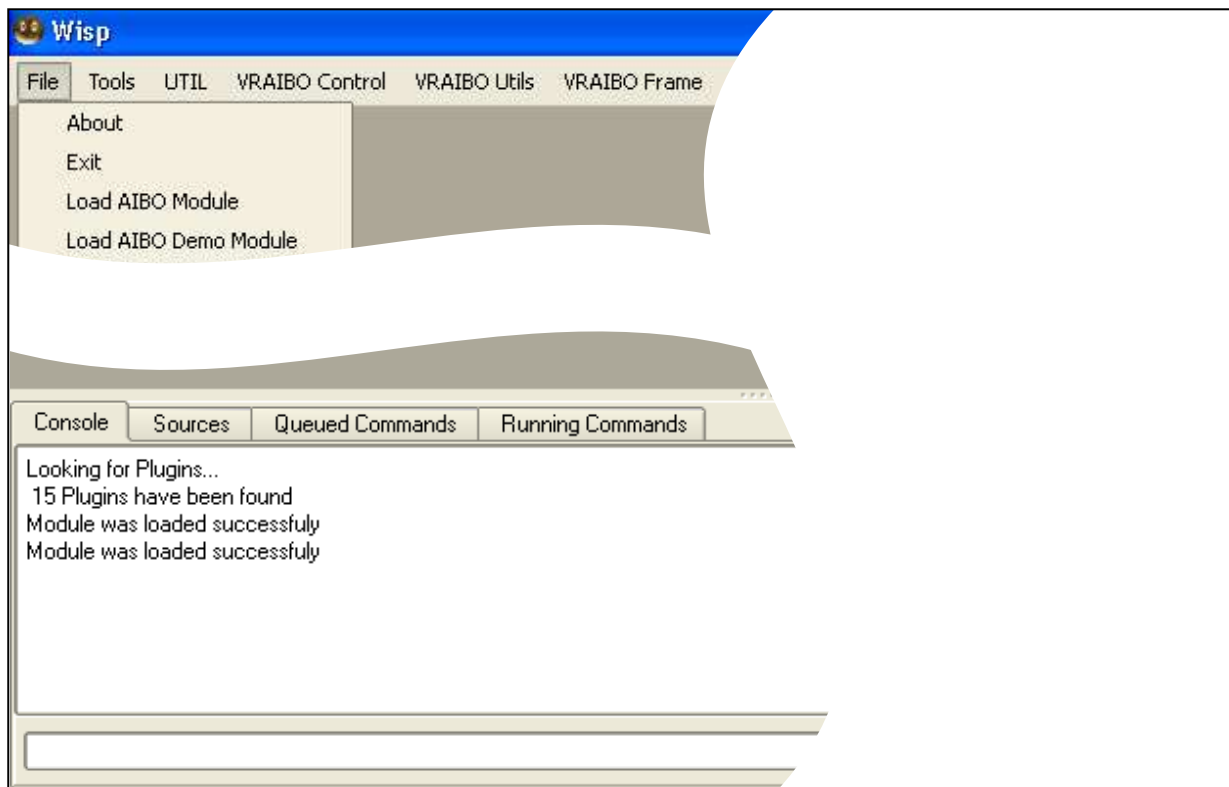 Wisp
File Tools UTIL VRAIBO Control VRAIBO Utils VRAIBO Frame
About
Exit
Load AIBO Module
Load AIBO Demo Module
Console Sources Queued Commands Running Commands
Looking for Plugins...
15 Plugins have been found
Module was loaded successfuly
Module was loaded successfuly